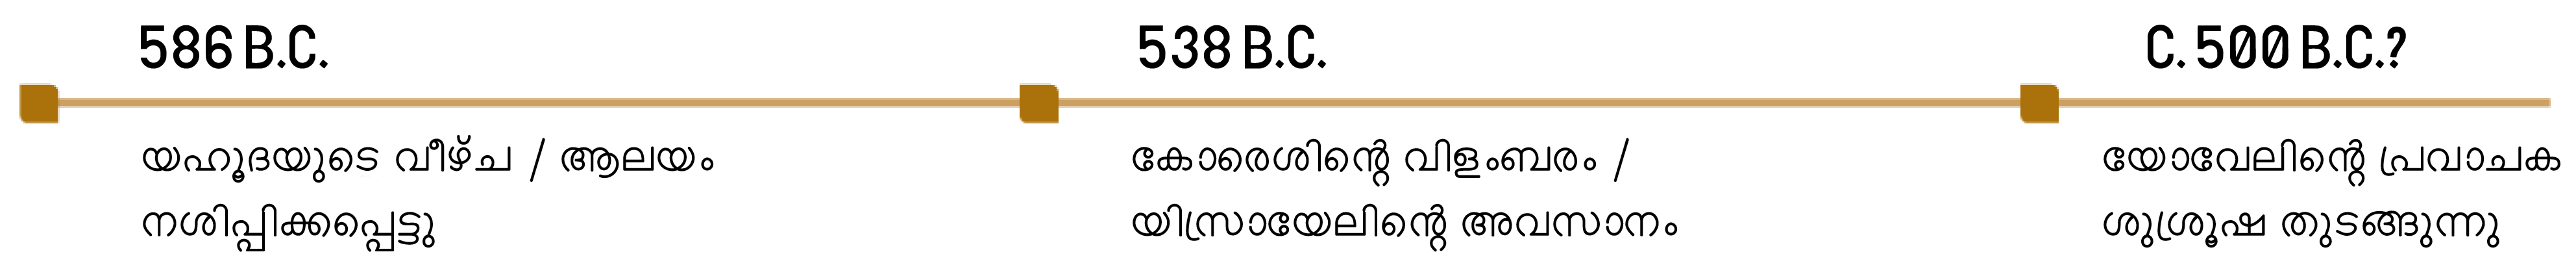 586 B.C.
538 B.C.
C. 500 B.C.?
യഹൂദയുടെ വീഴ്ച / ആലയം
നശിപ്പിക്കപ്പെട്ടു
കോരെശിന്റെ വിളംബരം /
യിസ്രായേലിന്റെ അവസാനം
യോവേലിന്റെ പ്രവാചക
ശുശ്രൂഷ തുടങ്ങുന്നു